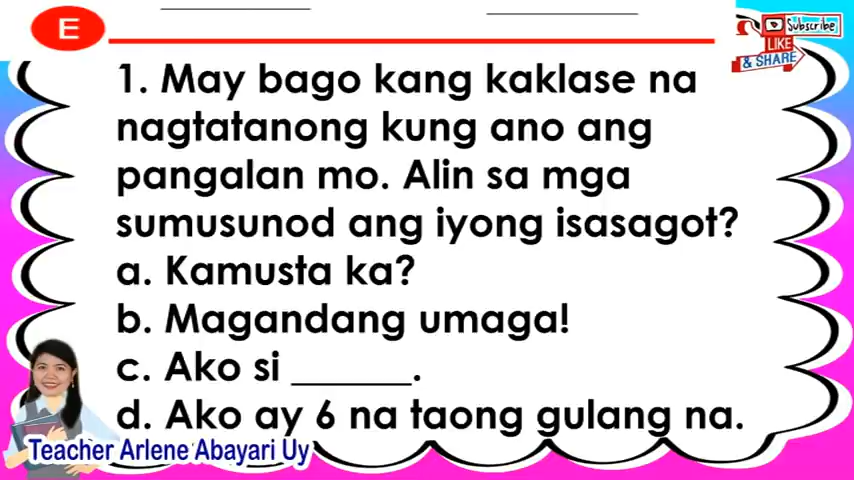 E
Subscribe
LIKE
& SHARE
1. May bago kang kaklase na
nagtatanong kung ano ang
pangalan mo. Alin sa mga
sumusunod ang iyong isasagot?
a. Kamusta ka?
b. Magandang umaga!
c. Ako si ______.
d. Ako ay 6 na taong gulang na.
Teacher Arlene Abayari Uy